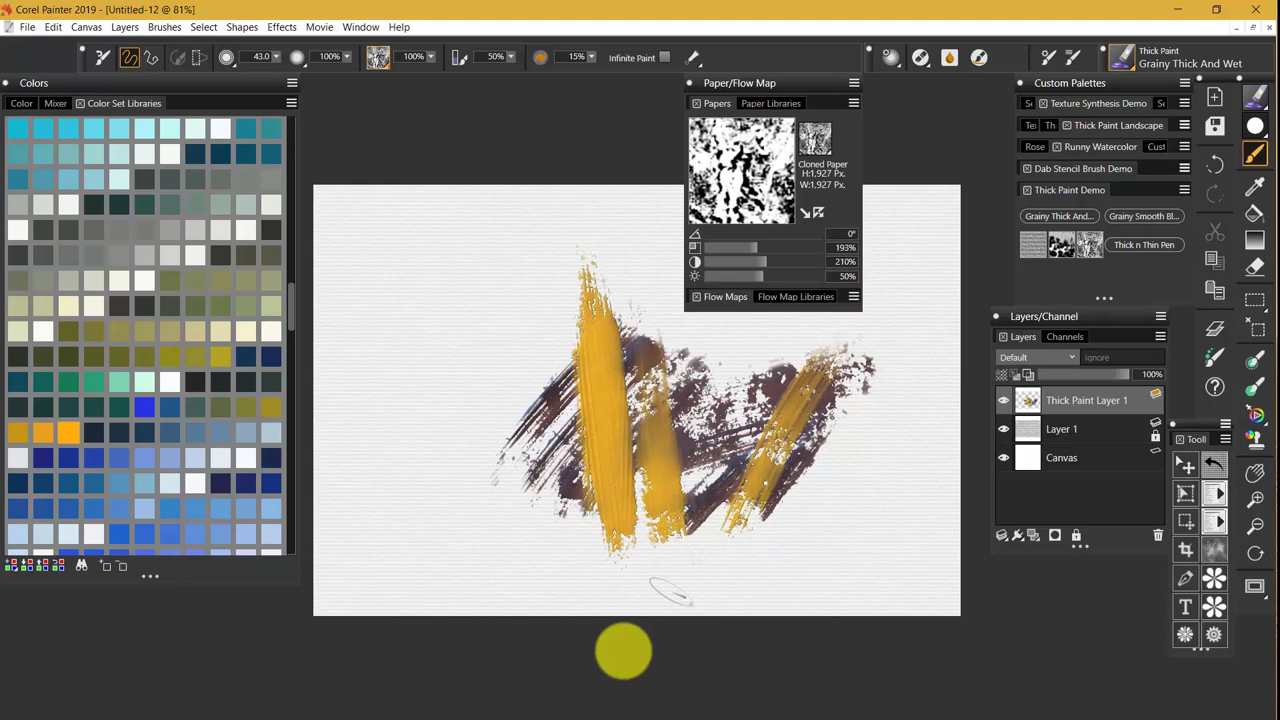 Corel Painter 2019 - [Untitled-12 @ 81%]
File Edit Canvas Layers Brushes Select Shapes Effects Movie Window Help
43.0 100% 100% 50% 15% Infinite Paint
Thick Paint
Grainy Thick And Wet
Colors
Color Mixer Color Set Libraries
Paper/Flow Map
Papers Paper Libraries
Cloned Paper
H:1,927 Px.
W:1,927 Px.
0°
193%
210%
50%
Flow Maps Flow Map Libraries
Custom Palettes
Texture Synthesis Demo
Th Thick Paint Landscape
Rose Runny Watercolor Cust
Dab Stencil Brush Demo
Thick Paint Demo
Grainy Thick And... Grainy Smooth Bl...
Thick n Thin Pen
Layers/Channel
Layers Channels
Default Ignore
100%
Thick Paint Layer 1
Layer 1
Canvas
Tooll
T